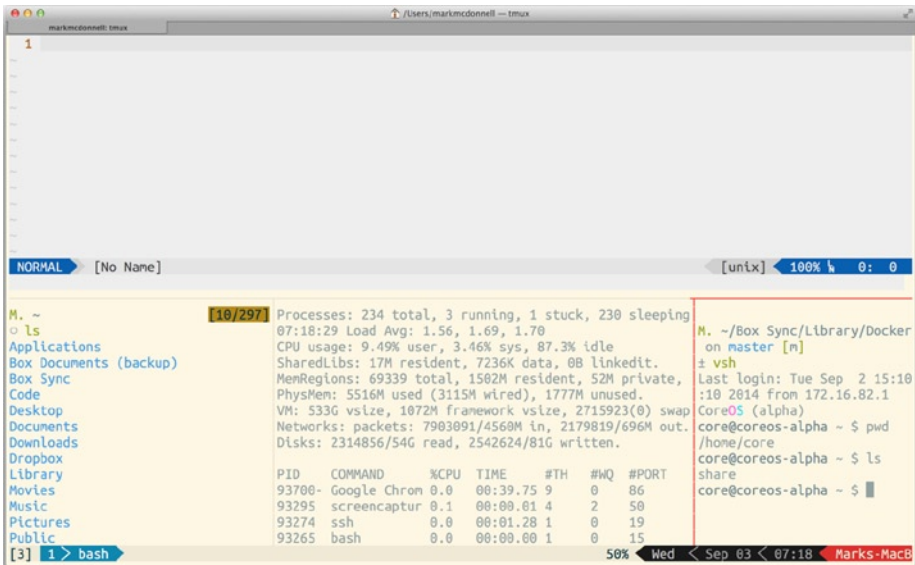 /Users/markmcdonnell — tmux
markmcdonnell: tmux
1
~
~
~
~
~
~
~
~
~
~
~
~
NORMAL [No Name] [unix] 100% 0: 0
M. ~ [10/297]
○ ls
Applications
Box Documents (backup)
Box Sync
Code
Desktop
Documents
Downloads
Dropbox
Library
Movies
Music
Pictures
Public
Processes: 234 total, 3 running, 1 stuck, 230 sleeping
07:18:29 Load Avg: 1.56, 1.69, 1.70
CPU usage: 9.49% user, 3.46% sys, 87.3% idle
SharedLibs: 17M resident, 7236K data, 0B linkedit.
MemRegions: 69339 total, 1502M resident, 52M private,
PhysMem: 5516M used (3115M wired), 1777M unused.
VM: 533G vsize, 1072M framework vsize, 2715923(0) swap
Networks: packets: 7903091/4560M in, 2179819/696M out.
Disks: 2314856/54G read, 2542624/81G written.
PID COMMAND %CPU TIME #TH #WQ #PORT
93700- Google Chrom 0.0 00:39.75 9 0 86
93295 screencaptur 0.1 00:00.01 4 2 50
93274 ssh 0.0 00:01.28 1 0 19
93265 bash 0.0 00:00.00 1 0 15
M. ~/Box Sync/Library/Docker
on master [m]
± vsh
Last login: Tue Sep 2 15:10
:10 2014 from 172.16.82.1
CoreOS (alpha)
core@coreos-alpha ~ $ pwd
/home/core
core@coreos-alpha ~ $ ls
share
core@coreos-alpha ~ $
[3] 1 > bash 50% Wed < Sep 03 < 07:18 Marks-MacB